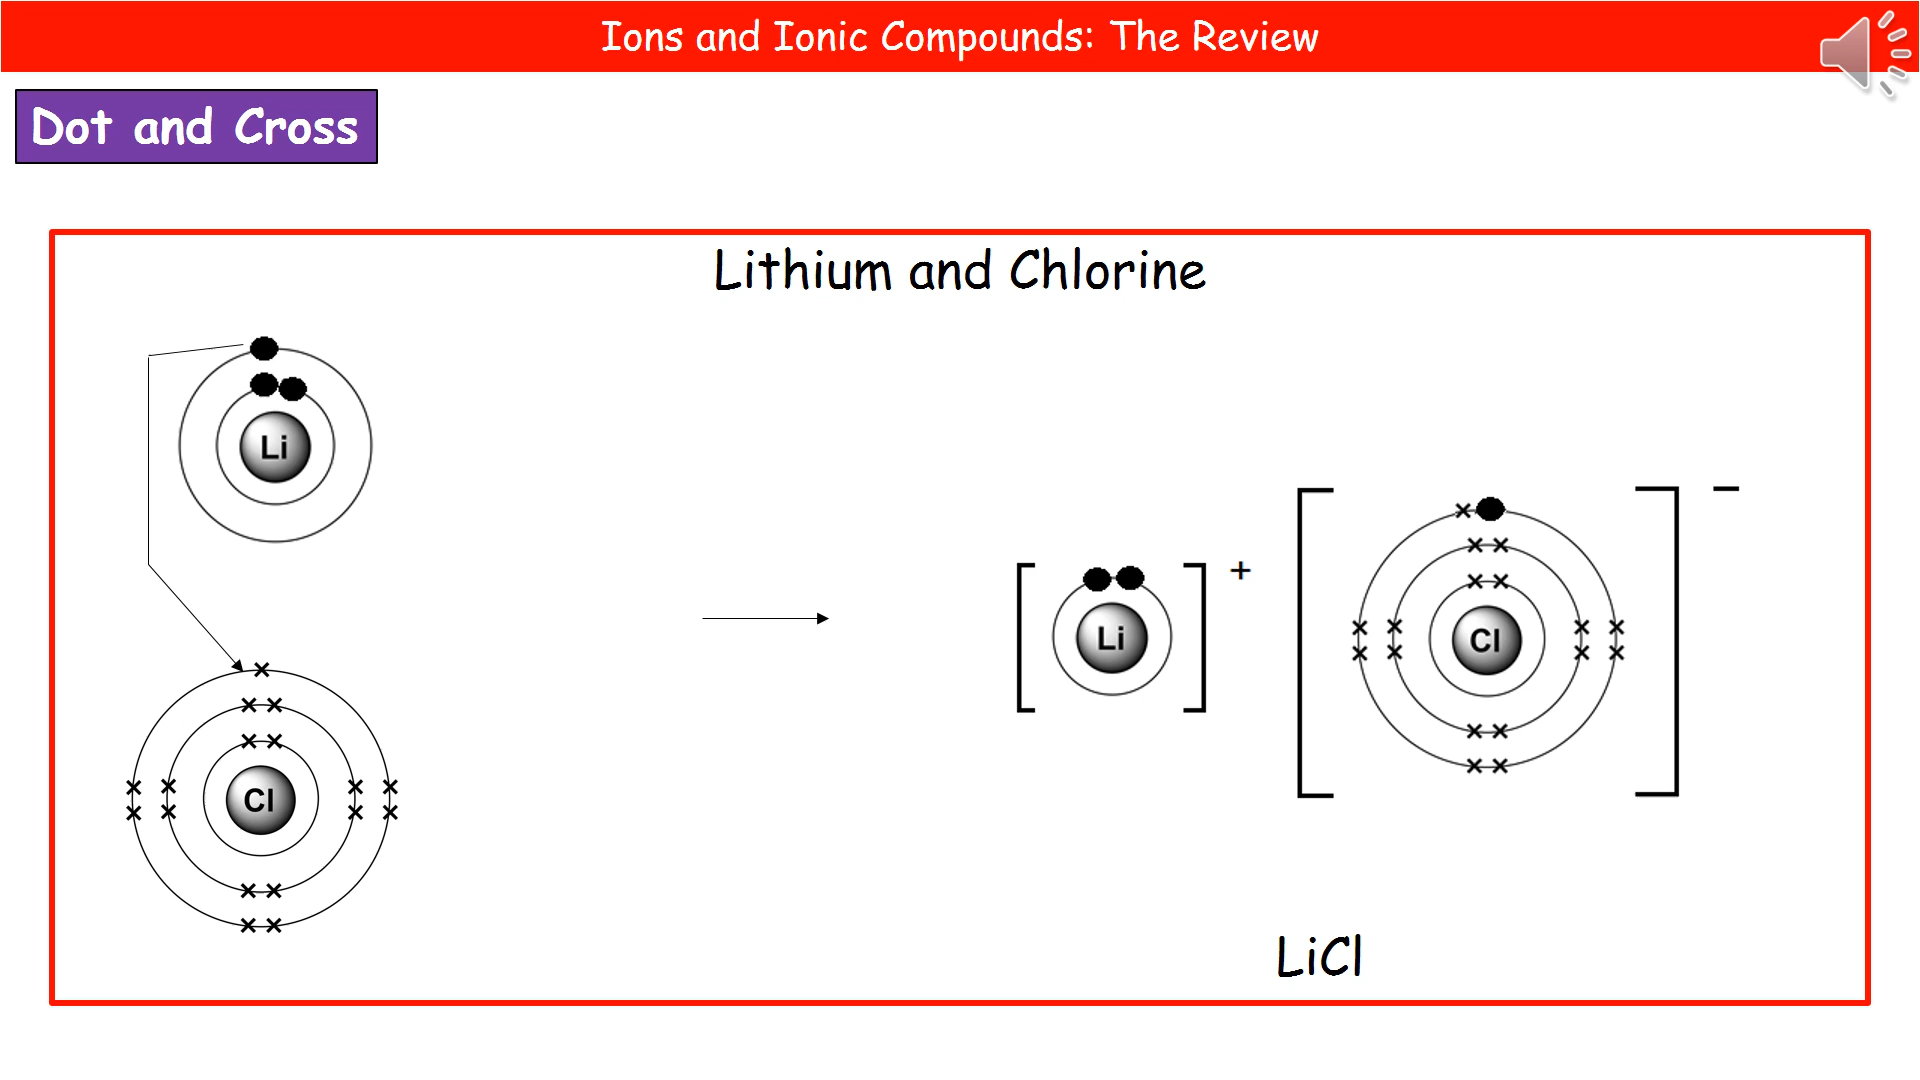 Ions and Ionic Compounds: The Review
Dot and Cross
Lithium and Chlorine
Li
Cl
Li
+
Cl
−
LiCl